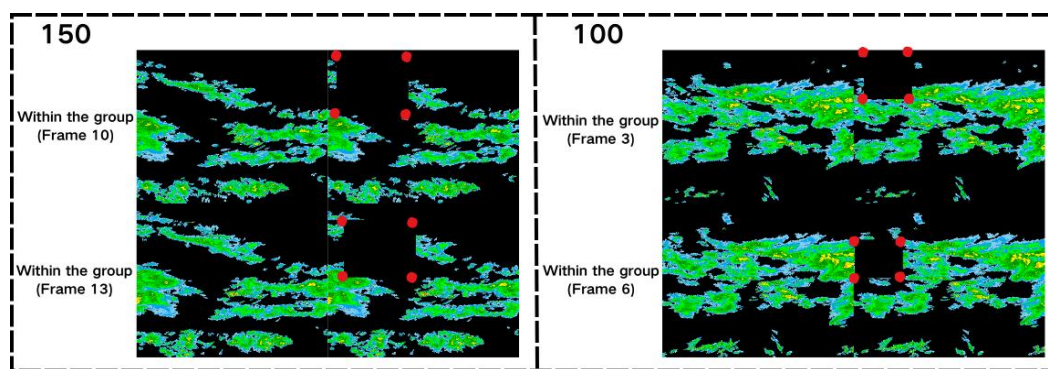 150
Within the group
(Frame 10)
Within the group
(Frame 13)
100
Within the group
(Frame 3)
Within the group
(Frame 6)